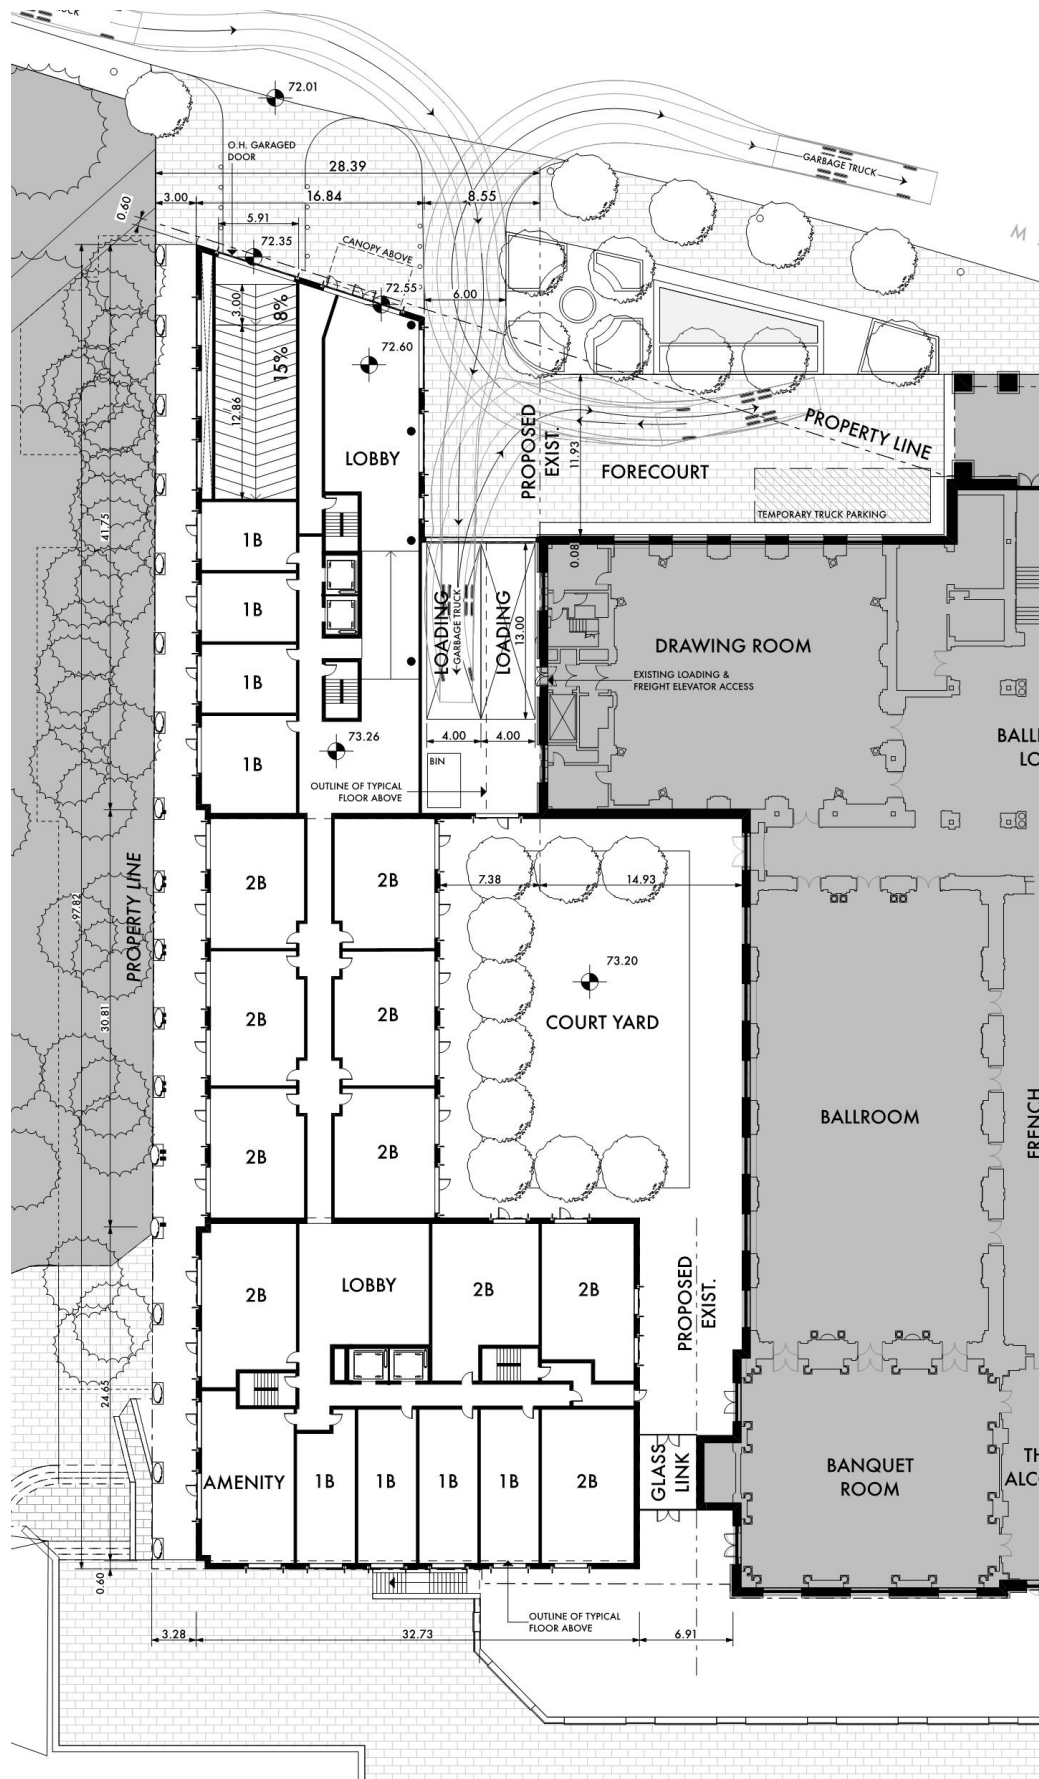 72.01
O.H. GARAGED
DOOR
GARBAGE TRUCK
28.39
3.00
16.84
8.55
0.60
5.91
72.35
CANOPY ABOVE
72.55
6.00
3.00
8%
15%
72.60
12.86
LOBBY
PROPOSED
EXIST.
11.93
PROPERTY LINE
FORECOURT
TEMPORARY TRUCK PARKING
41.75
1B
1B
1B
1B
0.08
LOADING
GARBAGE TRUCK
LOADING
13.00
DRAWING ROOM
EXISTING LOADING &
FREIGHT ELEVATOR ACCESS
73.26
4.00
4.00
BIN
OUTLINE OF TYPICAL
FLOOR ABOVE
PROPERTY LINE
97.82
30.81
2B
2B
7.38
14.93
2B
2B
73.20
COURT YARD
2B
2B
BALLROOM
FRENCH
2B
LOBBY
2B
2B
PROPOSED
EXIST.
24.65
AMENITY
1B
1B
1B
1B
2B
GLASS
LINK
BANQUET
ROOM
0.60
OUTLINE OF TYPICAL
FLOOR ABOVE
3.28
32.73
6.91